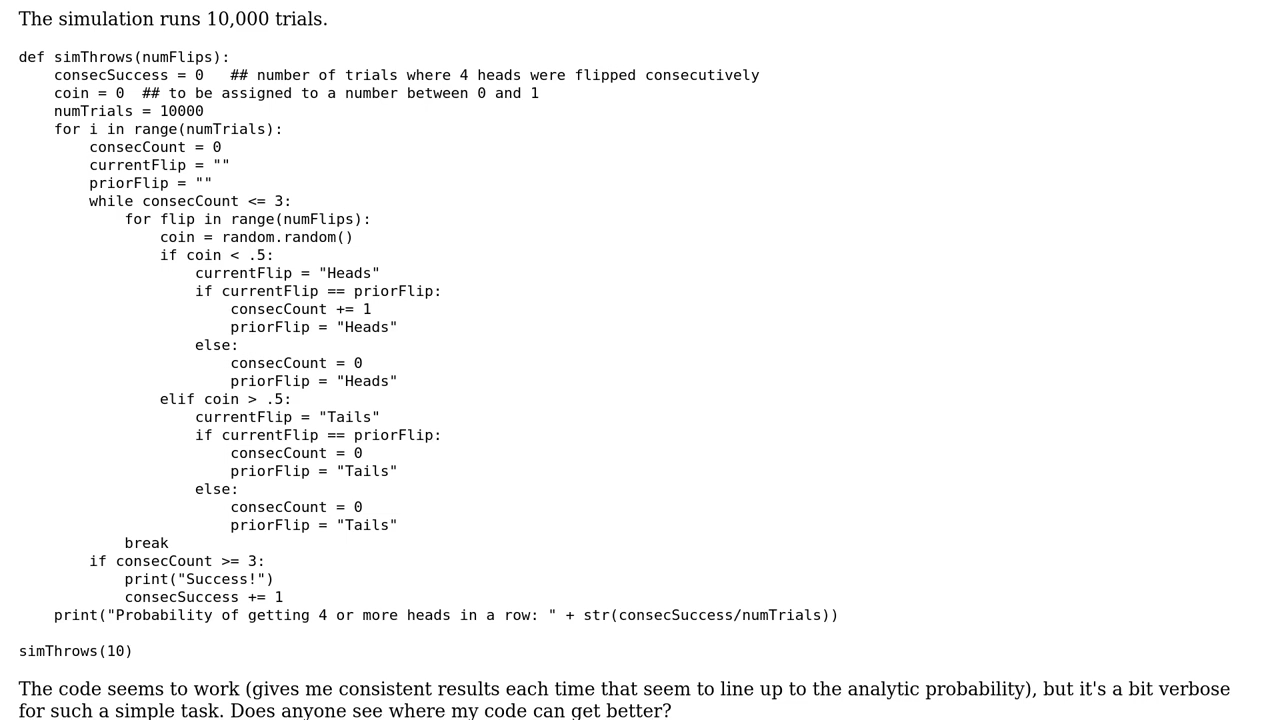 The simulation runs 10,000 trials.
def simThrows(numFlips):
    consecSuccess = 0   ## number of trials where 4 heads were flipped consecutively
    coin = 0  ## to be assigned to a number between 0 and 1
    numTrials = 10000
    for i in range(numTrials):
        consecCount = 0
        currentFlip = ""
        priorFlip = ""
        while consecCount <= 3:
            for flip in range(numFlips):
                coin = random.random()
                if coin < .5:
                    currentFlip = "Heads"
                    if currentFlip == priorFlip:
                        consecCount += 1
                        priorFlip = "Heads"
                    else:
                        consecCount = 0
                        priorFlip = "Heads"
                elif coin > .5:
                    currentFlip = "Tails"
                    if currentFlip == priorFlip:
                        consecCount = 0
                        priorFlip = "Tails"
                    else:
                        consecCount = 0
                        priorFlip = "Tails"
            break
        if consecCount >= 3:
            print("Success!")
            consecSuccess += 1
    print("Probability of getting 4 or more heads in a row: " + str(consecSuccess/numTrials))
simThrows(10)
The code seems to work (gives me consistent results each time that seem to line up to the analytic probability), but it's a bit verbose
for such a simple task. Does anyone see where my code can get better?